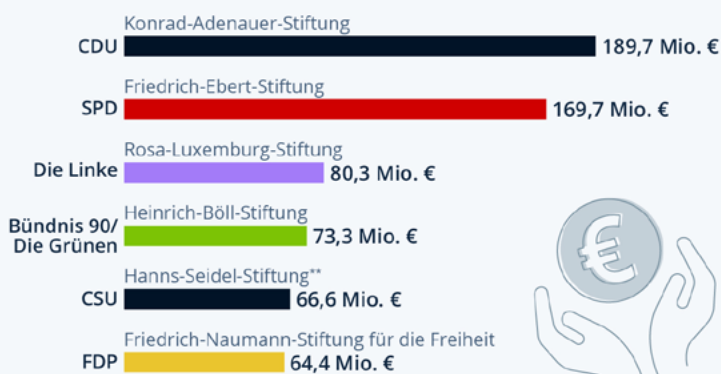 Konrad-Adenauer-Stiftung
CDU 189,7 Mio. €
Friedrich-Ebert-Stiftung
SPD 169,7 Mio. €
Rosa-Luxemburg-Stiftung
Die Linke 80,3 Mio. €
Heinrich-Böll-Stiftung
Bündnis 90/
Die Grünen 73,3 Mio. €
Hanns-Seidel-Stiftung**
CSU 66,6 Mio. €
Friedrich-Naumann-Stiftung für die Freiheit
FDP 64,4 Mio. €
€